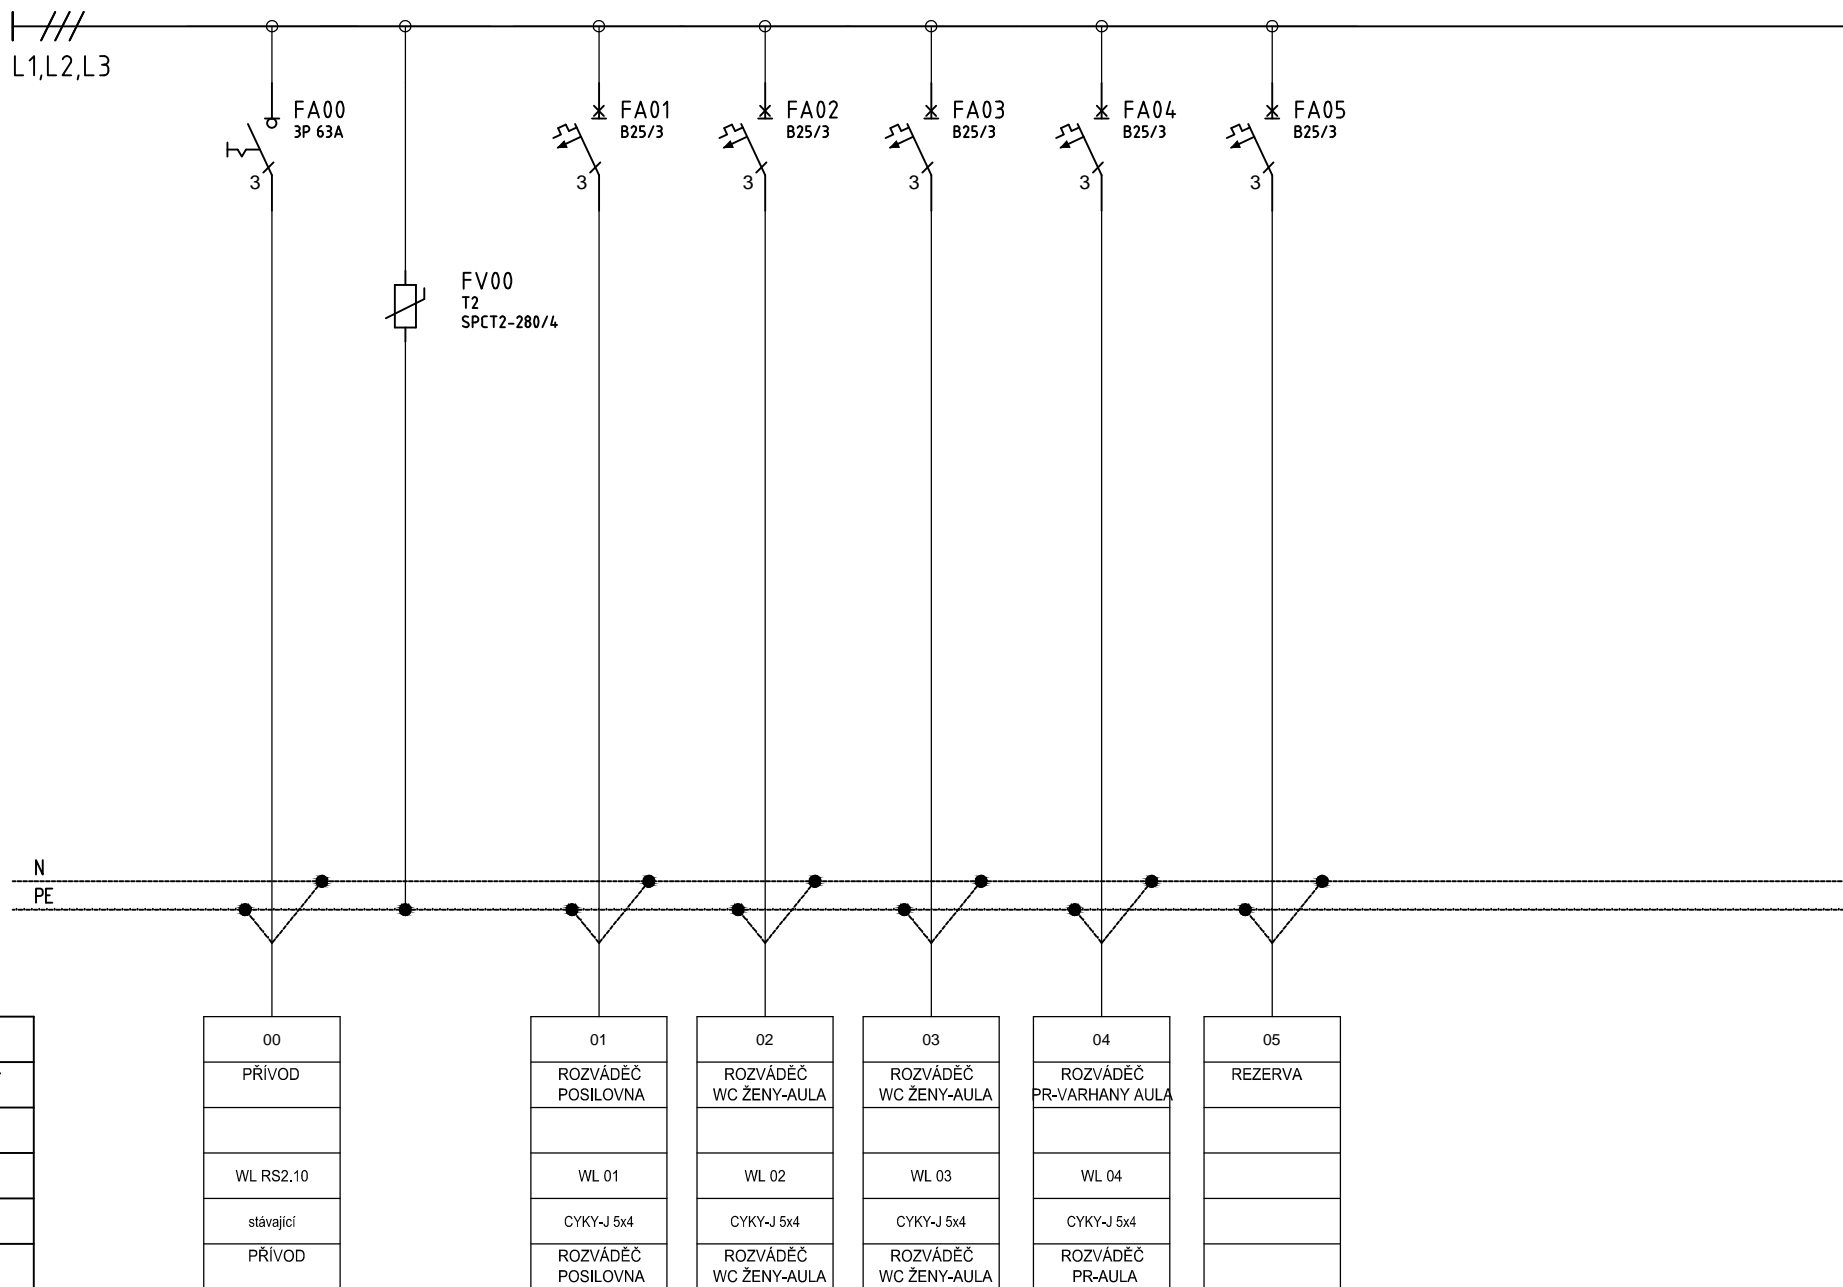 L1,L2,L3
FA00
3P 63A
3
FV00
T2
SPCT2-280/4
FA01
B25/3
3
FA02
B25/3
3
FA03
B25/3
3
FA04
B25/3
3
FA05
B25/3
3
N
PE
00
PŘÍVOD
WL RS2.10
stávající
PŘÍVOD
01
ROZVÁDĚČ
POSILOVNA
WL 01
CYKY-J 5x4
ROZVÁDĚČ
POSILOVNA
02
ROZVÁDĚČ
WC ŽENY-AULA
WL 02
CYKY-J 5x4
ROZVÁDĚČ
WC ŽENY-AULA
03
ROZVÁDĚČ
WC ŽENY-AULA
WL 03
CYKY-J 5x4
ROZVÁDĚČ
WC ŽENY-AULA
04
ROZVÁDĚČ
PR-VARHANY AULA
WL 04
CYKY-J 5x4
ROZVÁDĚČ
PR-AULA
05
REZERVA